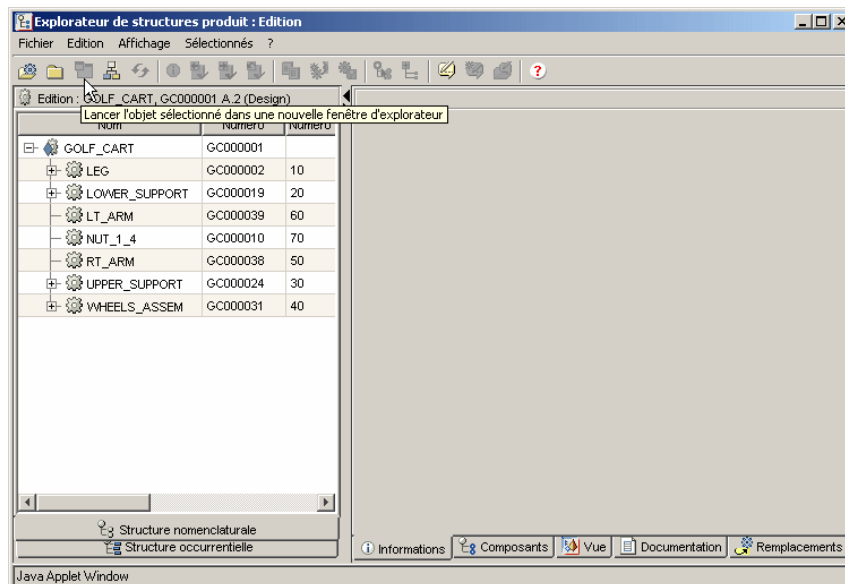 Explorateur de structures produit : Edition
Fichier Edition Affichage Sélectionnés ?
Edition : GOLF_CART, GC000001 A.2 (Design)
Lancer l'objet sélectionné dans une nouvelle fenêtre d'explorateur
Nom Numéro Numéro
GOLF_CART GC000001
LEG GC000002 10
LOWER_SUPPORT GC000019 20
LT_ARM GC000039 60
NUT_1_4 GC000010 70
RT_ARM GC000038 50
UPPER_SUPPORT GC000024 30
WHEELS_ASSEM GC000031 40
Structure nomenclaturale
Structure occurrentielle
Informations Composants Vue Documentation Remplacements
Java Applet Window